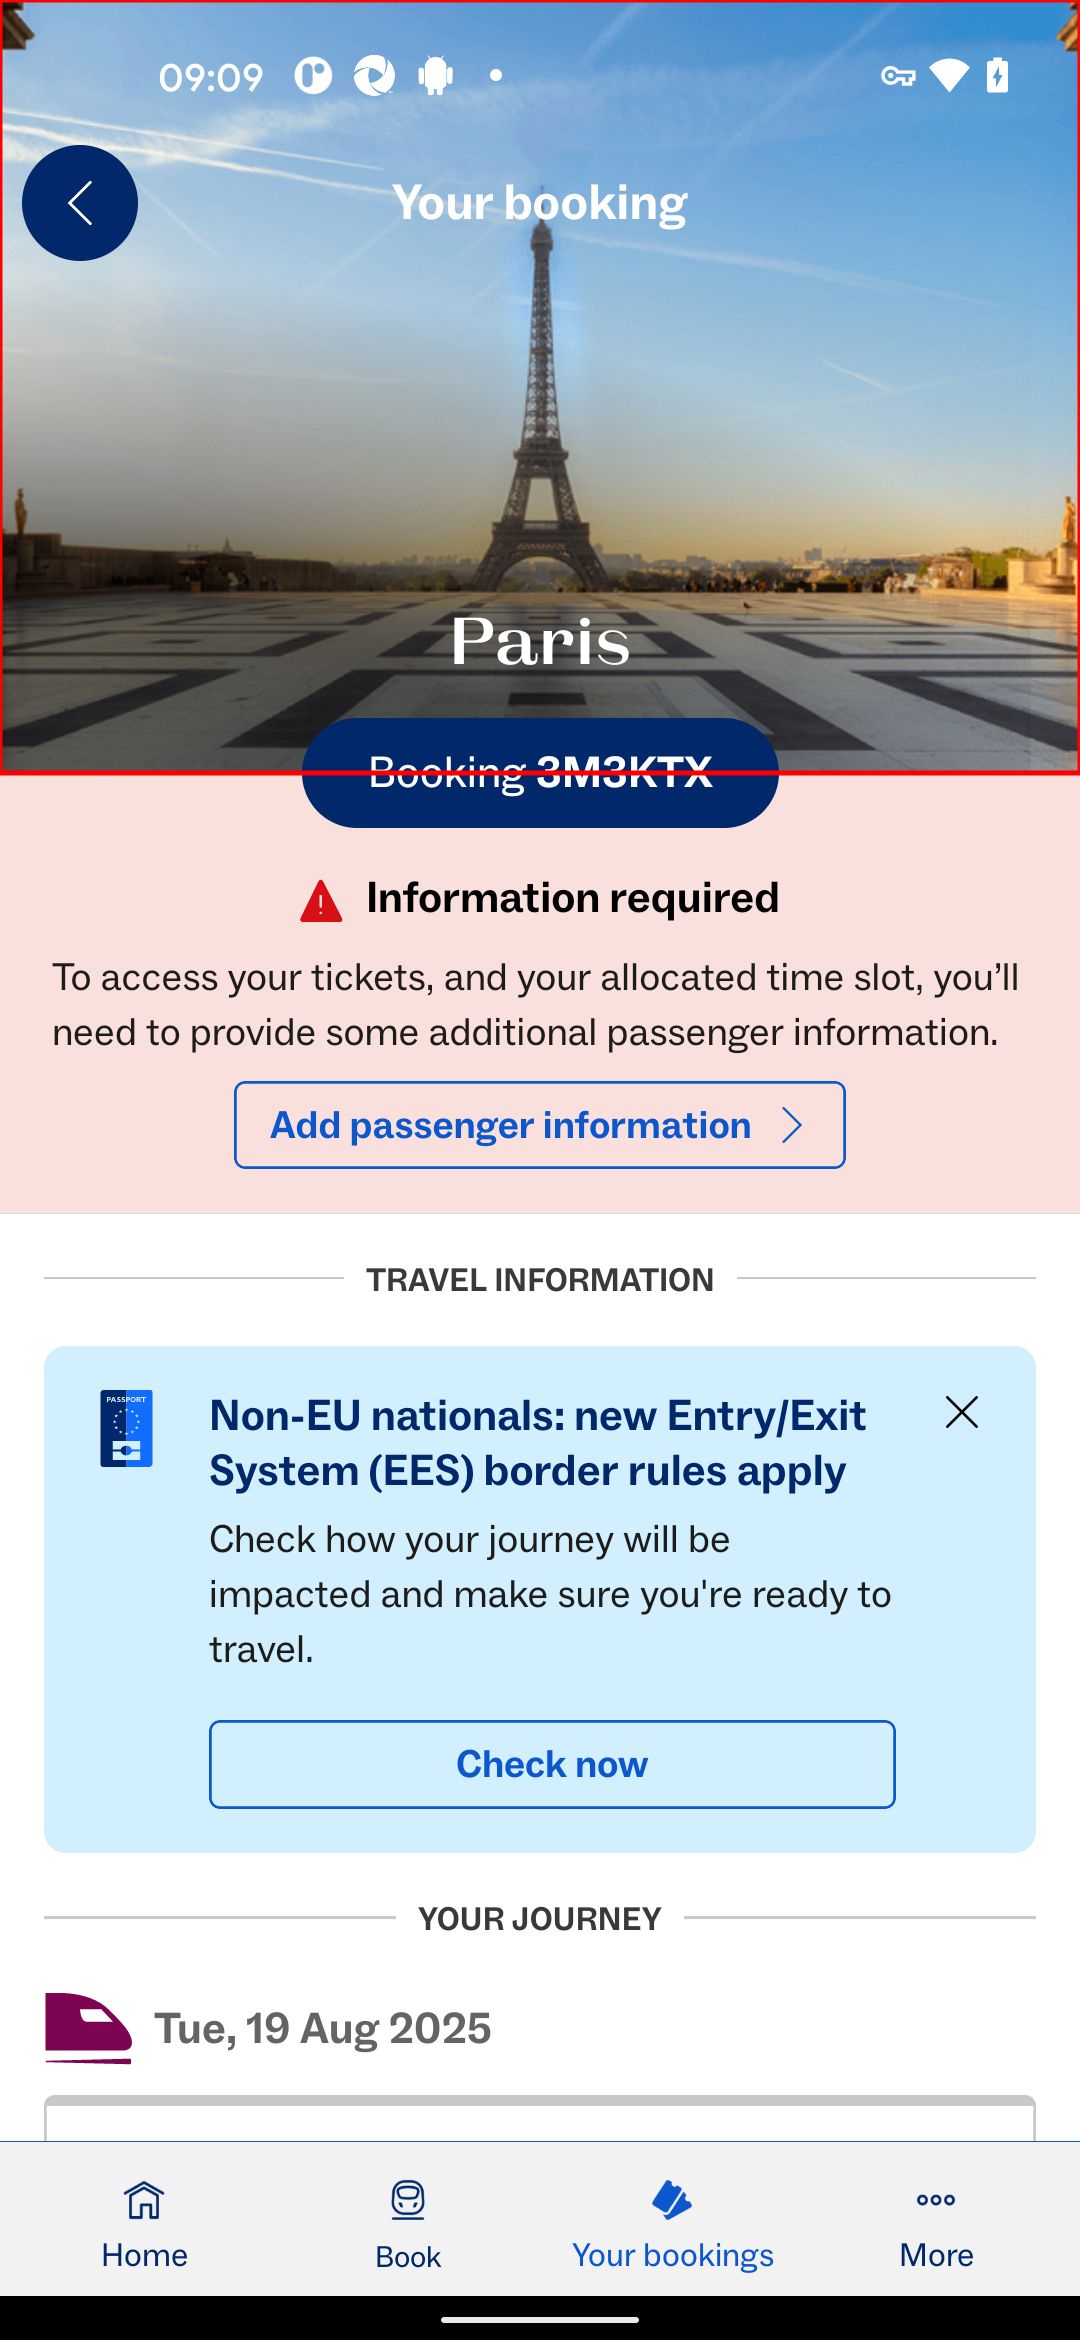 09:09
Your booking
Paris
Booking 3M3KTX
Information required
To access your tickets, and your allocated time slot, you’ll
need to provide some additional passenger information.
Add passenger information
TRAVEL INFORMATION
PASSPORT
Non-EU nationals: new Entry/Exit
System (EES) border rules apply
Check how your journey will be
impacted and make sure you're ready to
travel.
Check now
YOUR JOURNEY
Tue, 19 Aug 2025
Home
Book
Your bookings
More